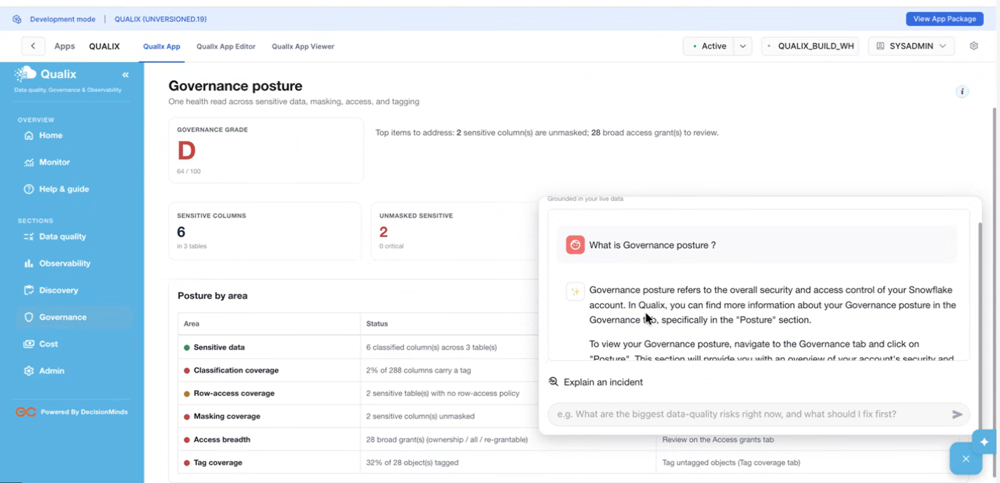 Development mode | QUALIX (UNVERSIONED.19)
View App Package
Apps QUALIX Quallx App Quallx App Editor Quallx App Viewer
Active QUALIX_BUILD_WH SYSADMIN
Qualix
Data quality, Governance & Observability
OVERVIEW
Home
Monitor
Help & guide
SECTIONS
Data quality
Observability
Discovery
Governance
Cost
Admin
Powered By DecisionMinds
Governance posture
One health read across sensitive data, masking, access, and tagging
GOVERNANCE GRADE
D
64 / 100
Top items to address: 2 sensitive column(s) are unmasked; 28 broad access grant(s) to review.
SENSITIVE COLUMNS
6
in 3 tables
UNMASKED SENSITIVE
2
0 critical
Posture by area
Area Status
Sensitive data 6 classified column(s) across 3 table(s)
Classification coverage 2% of 288 columns carry a tag
Row-access coverage 2 sensitive table(s) with no row-access policy
Masking coverage 2 sensitive column(s) unmasked
Access breadth 28 broad grant(s) (ownership / all / re-grantable) Review on the Access grants tab
Tag coverage 32% of 28 object(s) tagged Tag untagged objects (Tag coverage tab)
Grounded in your live data
What is Governance posture ?
Governance posture refers to the overall security and access control of your Snowflake
account. In Qualix, you can find more information about your Governance posture in the
Governance tab, specifically in the "Posture" section.
To view your Governance posture, navigate to the Governance tab and click on
"Posture". This section will provide you with an overview of your account's security and
Explain an incident
e.g. What are the biggest data-quality risks right now, and what should I fix first?